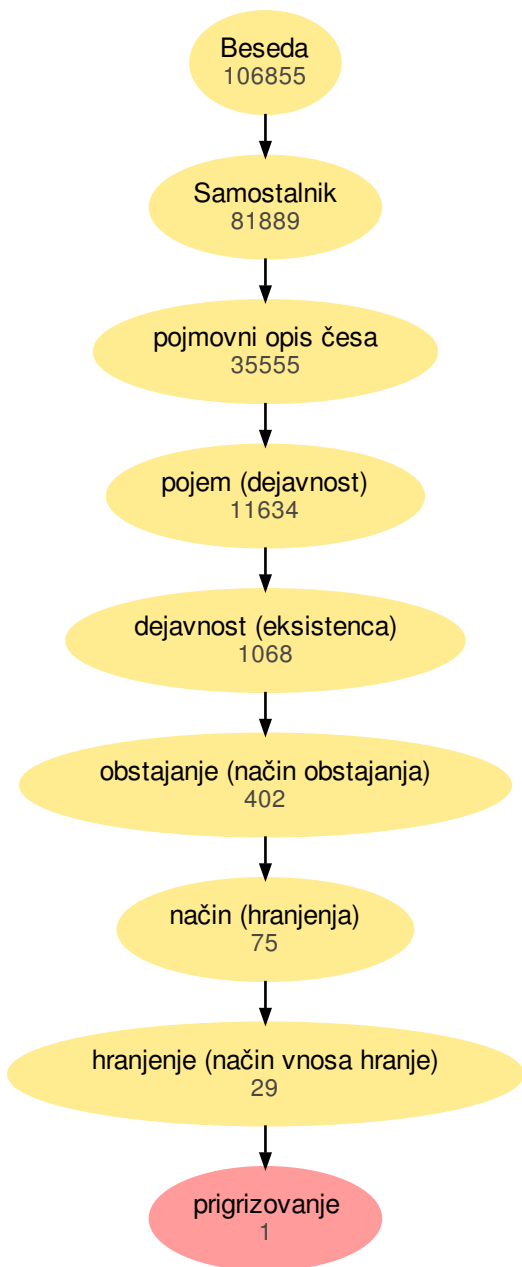 Beseda
106855
Samostalnik
81889
pojmovni opis česa
35555
pojem (dejavnost)
11634
dejavnost (eksistenca)
1068
obstajanje (način obstajanja)
402
način (hranjenja)
75
hranjenje (način vnosa hranje)
29
prigrizovanje
1